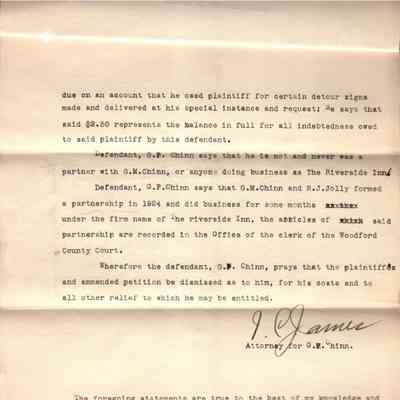 due on an account that he owed plaintiff for certain detour signs
made and delivered at his special instance and request; He says that
said $2.50 represents the balance in full for all indebtedness owed
to said plaintiff by this defendant.
Defendant, G.F. Chinn says that he is not and never was a
partner with G.M.Chinn, or anyone doing business as The Riverside Inn.
Defendant, G.F.Chinn says that G.M.Chinn and R.J.Jolly formed
a partnership in 1924 and did business for some months
under the first name of the riverside Inn, the articles of said
partnership are recorded in the Office of the clerk of the Woodford
County Court.
Wherefore the defendant, G.F. Chinn, prays that the plaintiffs
and ammended petition be dismissed as to him, for his costs and to
all other relief to which he may be entitled.
James
Attorney for G.F. Chinn.
The foregoing statements are true to the best of my knowledge and